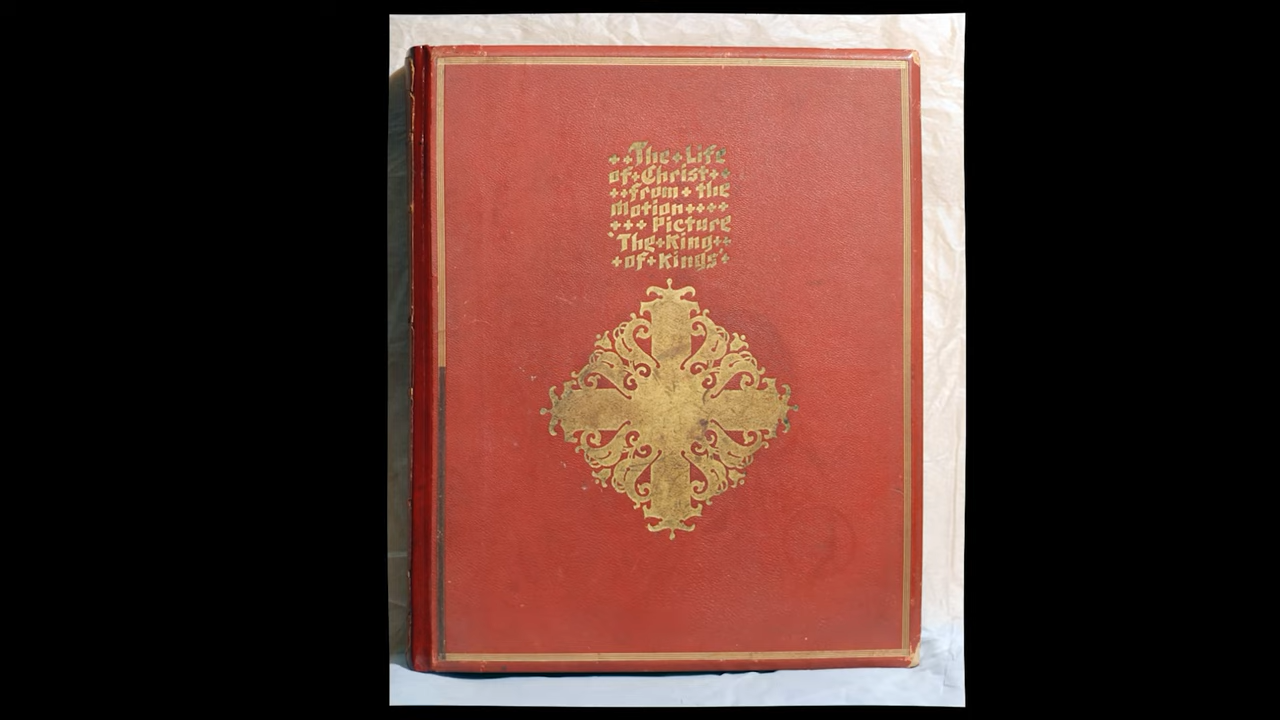 The Life
of Christ
from the
Motion
Picture
'The King
of Kings'